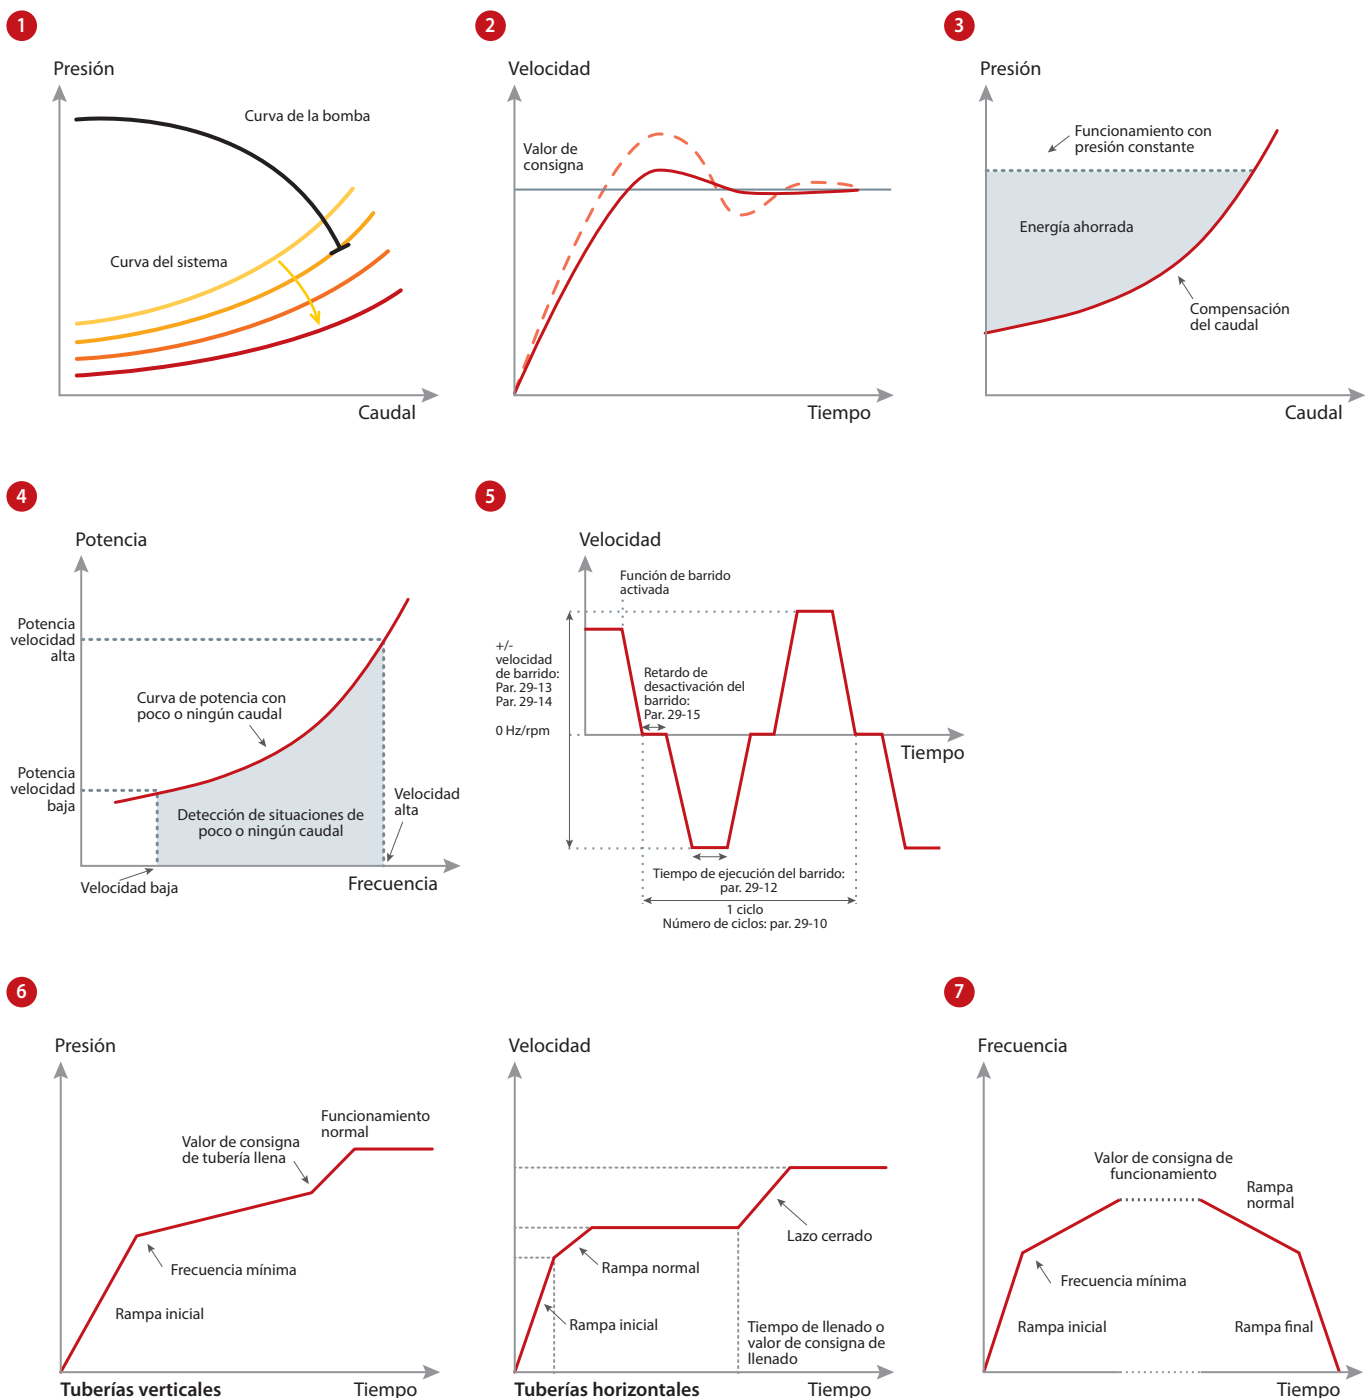 1
Presión
Curva de la bomba
Curva del sistema
Caudal
2
Velocidad
Valor de
consigna
Tiempo
3
Presión
Funcionamiento con
presión constante
Energía ahorrada
Compensación
del caudal
Caudal
4
Potencia
Potencia
velocidad
alta
Curva de potencia con
poco o ningún caudal
Potencia
velocidad
baja
Detección de situaciones de
poco o ningún caudal
Velocidad
alta
Velocidad baja
Frecuencia
5
Velocidad
Función de barrido
activada
+/-
velocidad
de barrido:
Par. 29-13
Par. 29-14
Retardo de
desactivación del
barrido:
Par. 29-15
0 Hz/rpm
Tiempo
Tiempo de ejecución del barrido:
par. 29-12
1 ciclo
Número de ciclos: par. 29-10
6
Presión
Funcionamiento
normal
Valor de consigna
de tubería llena
Frecuencia mínima
Rampa inicial
Tuberías verticales
Tiempo
Velocidad
Lazo cerrado
Rampa normal
Rampa inicial
Tiempo de llenado o
valor de consigna de
llenado
Tuberías horizontales
Tiempo
7
Frecuencia
Valor de consigna de
funcionamiento
Rampa
normal
Frecuencia mínima
Rampa inicial
Rampa final
Tiempo